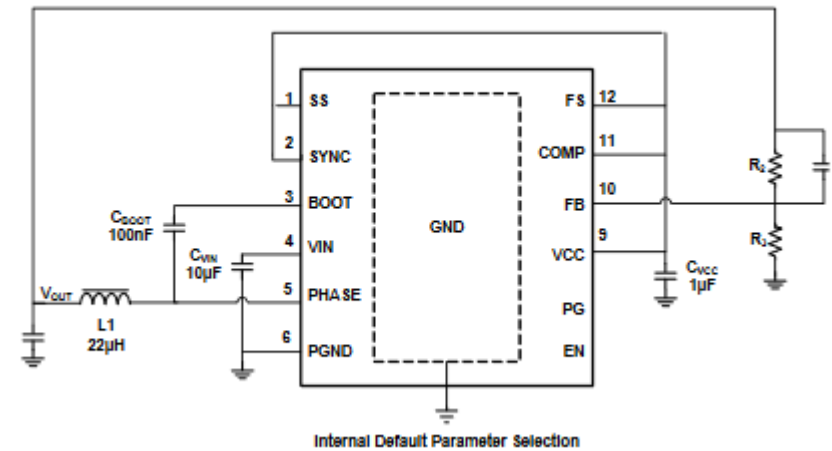 1 SS
2 SYNC
3 BOOT
4 VIN
5 PHASE
6 PGND
GND
FS 12
COMP 11
FB 10
VCC 9
PG
EN
CBOOT
100nF
CVIN
10µF
VOUT
L1
22µH
R2
R3
CVCC
1µF
Internal Default Parameter Selection